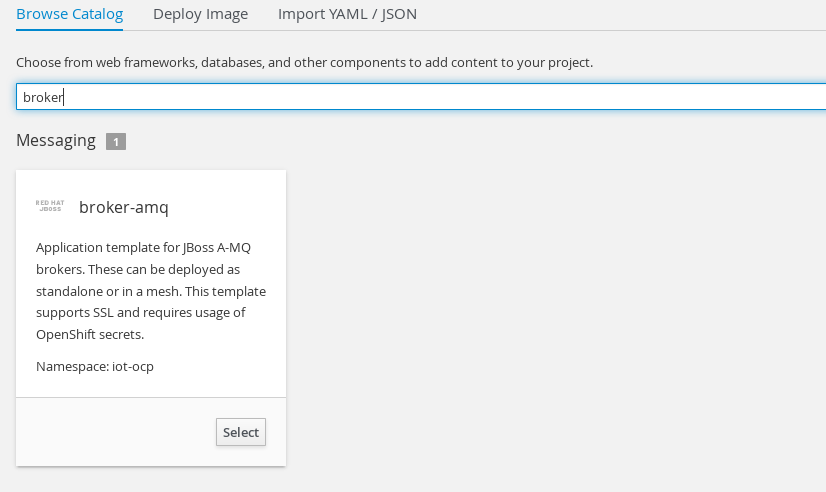 Browse Catalog Deploy Image Import YAML / JSON
Choose from web frameworks, databases, and other components to add content to your project.
broker
Messaging 1
RED HAT
JBOSS
broker-amq
Application template for JBoss A-MQ
brokers. These can be deployed as
standalone or in a mesh. This template
supports SSL and requires usage of
OpenShift secrets.
Namespace: iot-ocp
Select